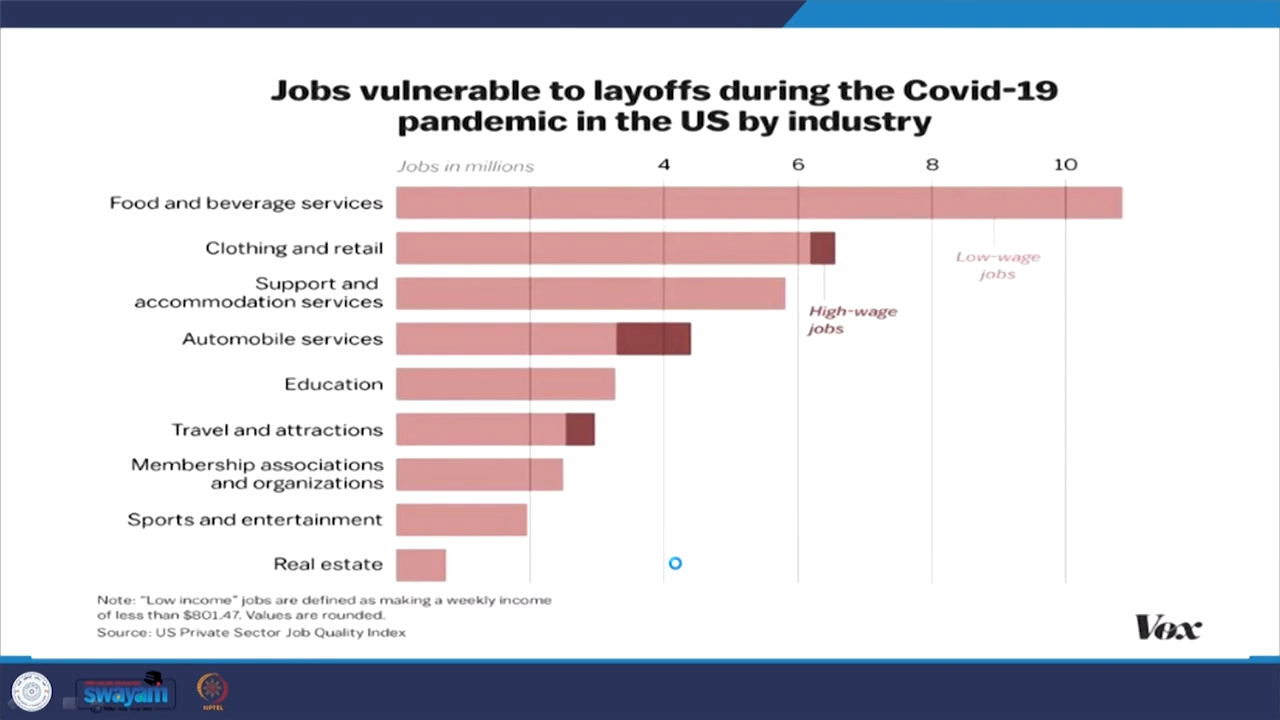 Jobs vulnerable to layoffs during the Covid-19
pandemic in the US by industry
Jobs in millions
4
6
8
10
Food and beverage services
Clothing and retail
Low-wage
jobs
Support and
accommodation services
High-wage
jobs
Automobile services
Education
Travel and attractions
Membership associations
and organizations
Sports and entertainment
Real estate
Note: "Low income" jobs are defined as making a weekly income
of less than $801.47. Values are rounded.
Source: US Private Sector Job Quality Index
Vox
swayam
NPTEL